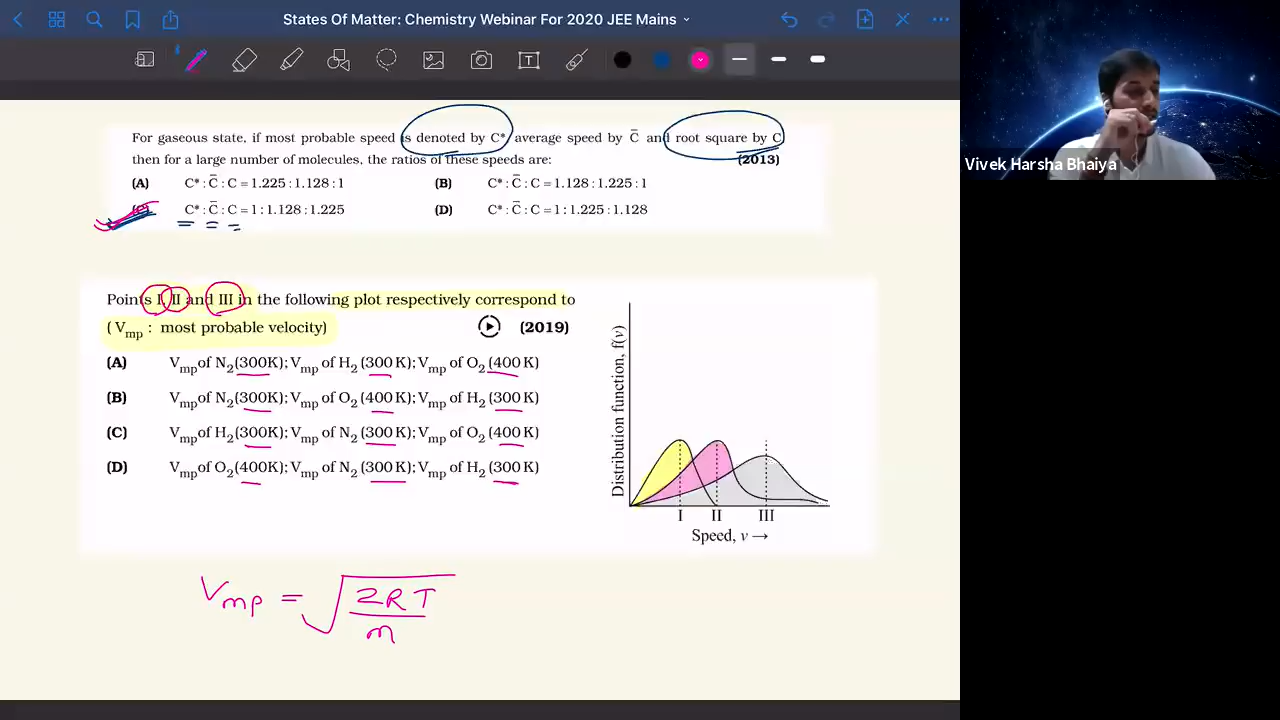 States Of Matter: Chemistry Webinar For 2020 JEE Mains
T
For gaseous state, if most probable speed is denoted by C* average speed by C̄ and root square by C
then for a large number of molecules, the ratios of these speeds are: (2013)
(A) C* : C̄ : C = 1.225 : 1.128 : 1 (B) C* : C̄ : C = 1.128 : 1.225 : 1
C* : C̄ : C = 1 : 1.128 : 1.225 (D) C* : C̄ : C = 1 : 1.225 : 1.128
Points I, II and III in the following plot respectively correspond to
( Vmp : most probable velocity) (2019)
(A) Vmp of N2 (300K); Vmp of H2 (300 K); Vmp of O2 (400 K)
(B) Vmp of N2 (300K); Vmp of O2 (400 K); Vmp of H2 (300 K)
(C) Vmp of H2 (300K); Vmp of N2 (300 K); Vmp of O2 (400 K)
(D) Vmp of O2 (400K); Vmp of N2 (300 K); Vmp of H2 (300 K)
Distribution function, f(v)
I II III
Speed, v →
Vmp = √(2RT/m)
Vivek Harsha Bhaiya